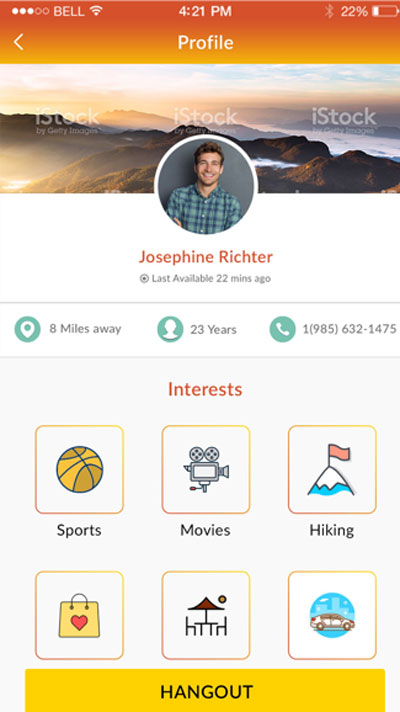 BELL 4:21 PM 22%
Profile
iStock iStock iStock
by Getty Images by Getty Images by Getty Images
Josephine Richter
Last Available 22 mins ago
8 Miles away 23 Years 1(985) 632-1475
Interests
Sports Movies Hiking
HANGOUT